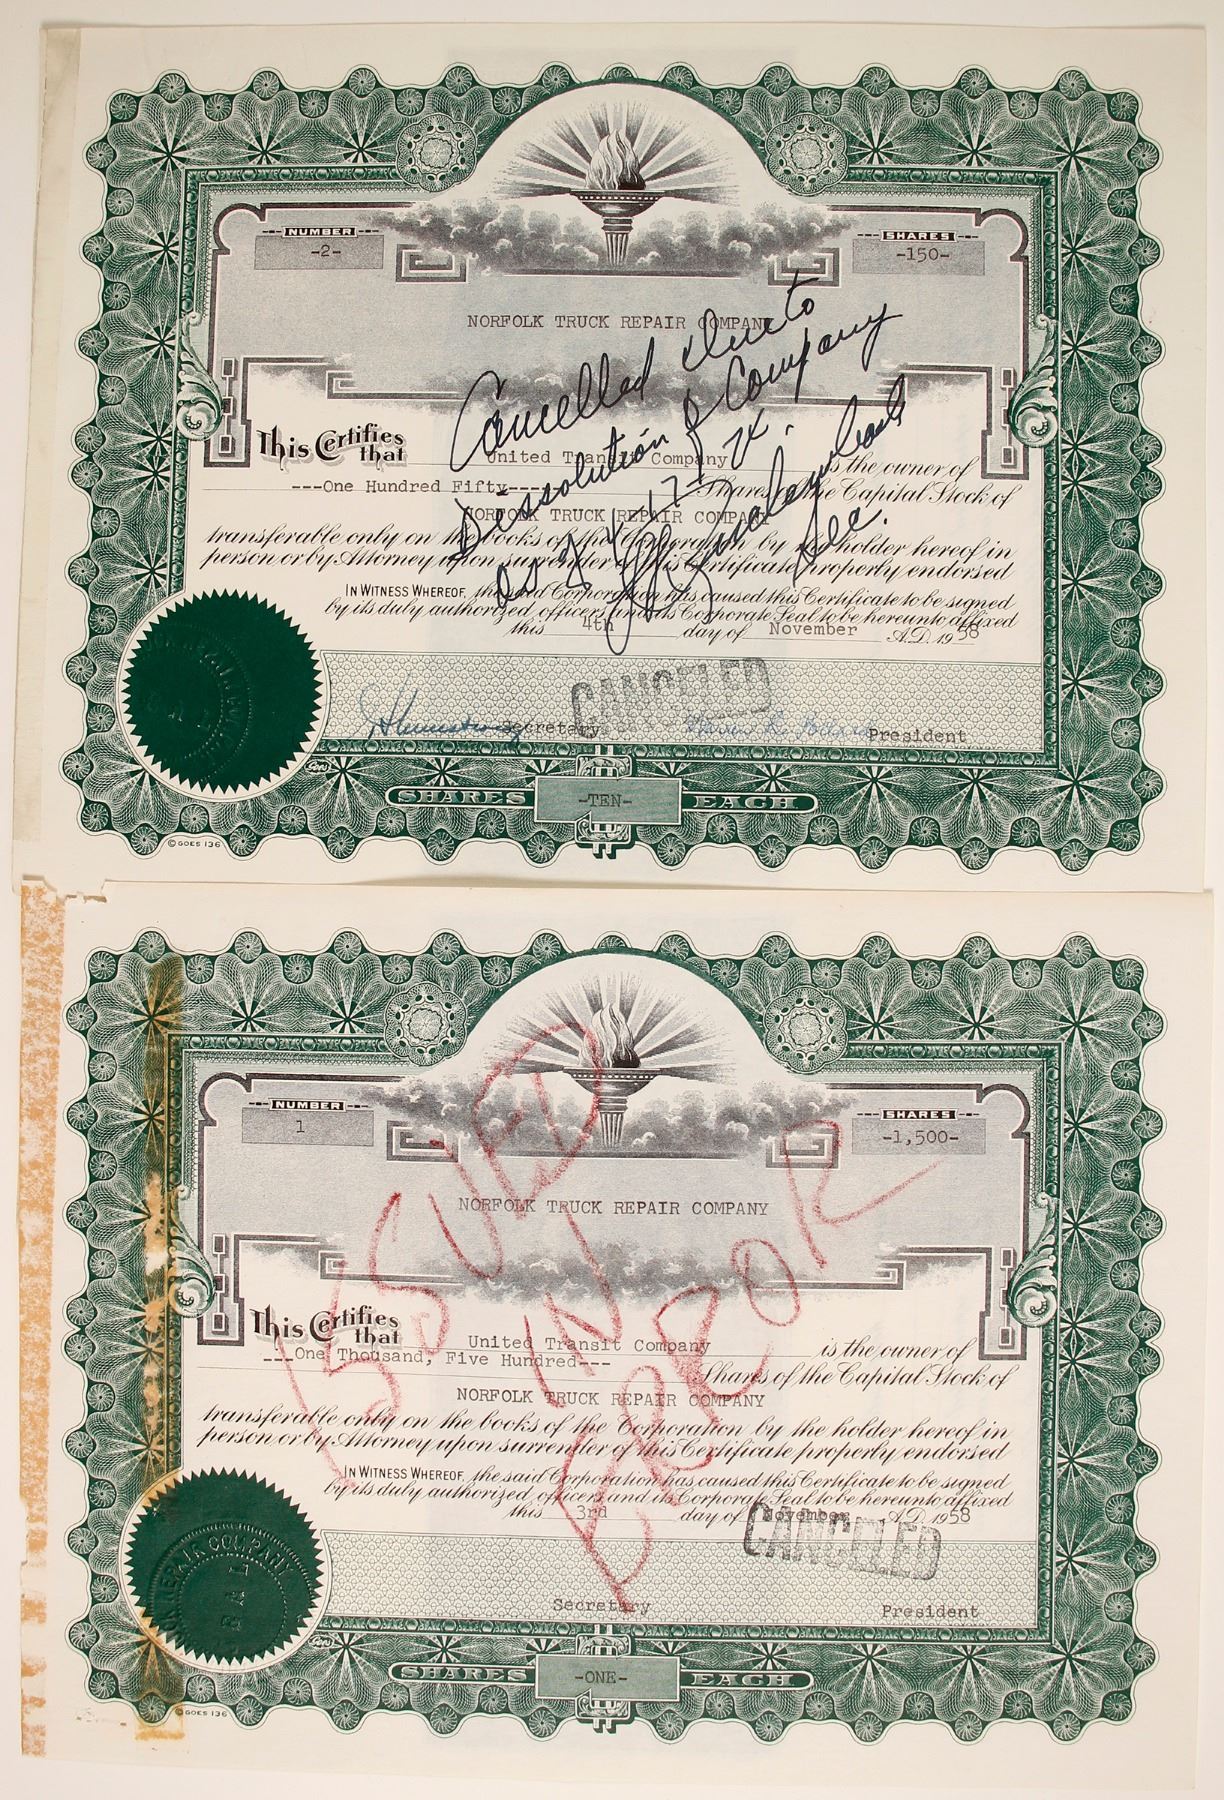 NUMBER
-2-
SHARES
-150-
NORFOLK TRUCK REPAIR COMPANY
Cancelled due to
Dissolution of Company
as of
This Certifies
that
United Transit Company is the owner of
---One Hundred Fifty--- Shares of the Capital Stock of
NORFOLK TRUCK REPAIR COMPANY
transferable only on the books of the Corporation by the holder hereof in
person or by Attorney upon surrender of this Certificate properly endorsed
IN WITNESS WHEREOF, the said Corporation has caused this Certificate to be signed
by its duly authorized officers and its Corporate Seal to be hereunto affixed
this 4th day of November A.D. 1958
CANCELED
Secretary
President
SHARES -TEN- EACH
©GOES 136
NUMBER
1
SHARES
-1,500-
NORFOLK TRUCK REPAIR COMPANY
ISSUED
IN
ERROR
This Certifies
that
United Transit Company is the owner of
---One Thousand, Five Hundred--- Shares of the Capital Stock of
NORFOLK TRUCK REPAIR COMPANY
transferable only on the books of the Corporation by the holder hereof in
person or by Attorney upon surrender of this Certificate properly endorsed
IN WITNESS WHEREOF, the said Corporation has caused this Certificate to be signed
by its duly authorized officers and its Corporate Seal to be hereunto affixed
this 3rd day of November A.D. 1958
CANCELED
REPAIR COMPANY
SEAL
Secretary
President
SHARES -ONE- EACH
©GOES 136